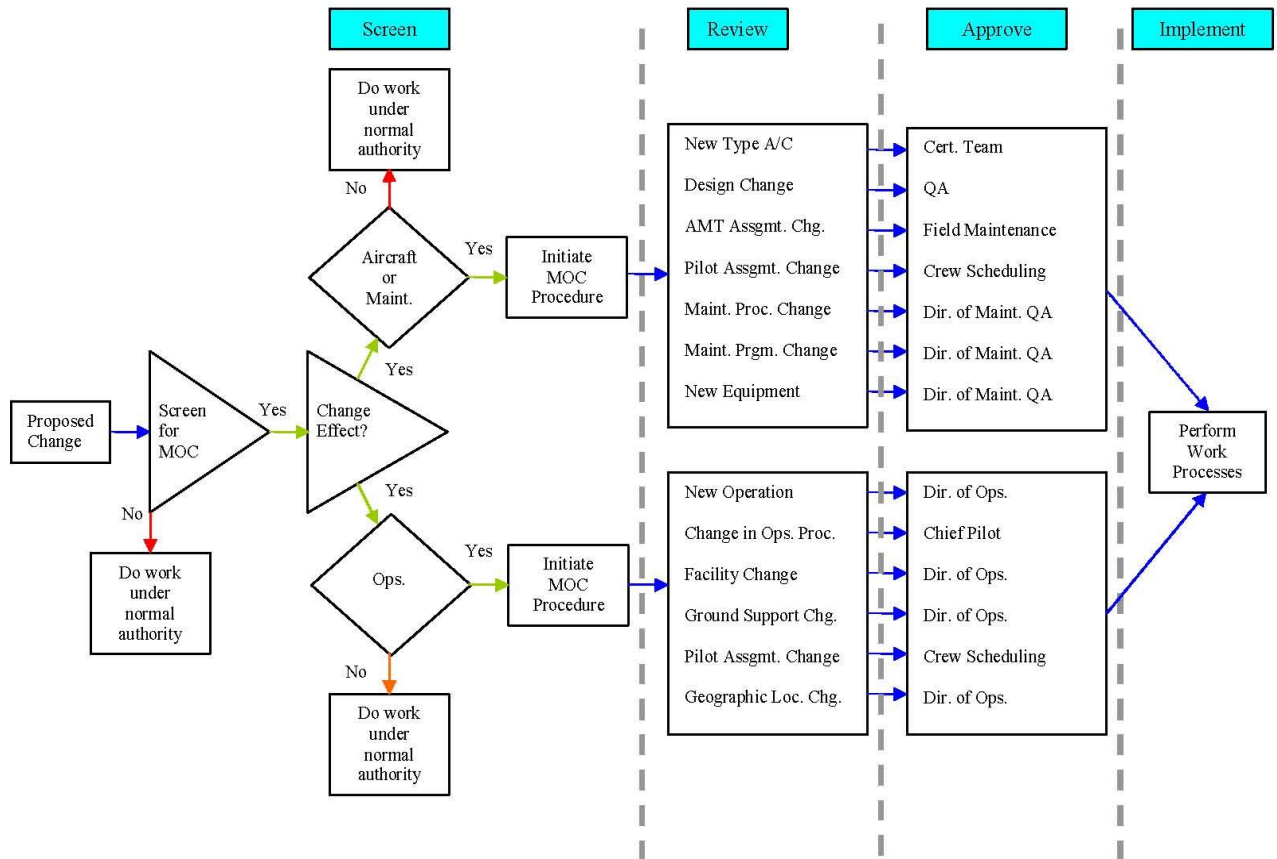 Screen
Review
Approve
Implement
Do work
under
normal
authority
No
Aircraft
or
Maint.
Yes
Initiate
MOC
Procedure
Yes
Proposed
Change
Screen
for
MOC
Yes
Change
Effect?
No
Do work
under
normal
authority
Yes
Ops.
Yes
Initiate
MOC
Procedure
No
Do work
under
normal
authority
New Type A/C
Cert. Team
Design Change
QA
AMT Assgmt. Chg.
Field Maintenance
Pilot Assgmt. Change
Crew Scheduling
Maint. Proc. Change
Dir. of Maint. QA
Maint. Prgm. Change
Dir. of Maint. QA
New Equipment
Dir. of Maint. QA
New Operation
Dir. of Ops.
Change in Ops. Proc.
Chief Pilot
Facility Change
Dir. of Ops.
Ground Support Chg.
Dir. of Ops.
Pilot Assgmt. Change
Crew Scheduling
Geographic Loc. Chg.
Dir. of Ops.
Perform
Work
Processes